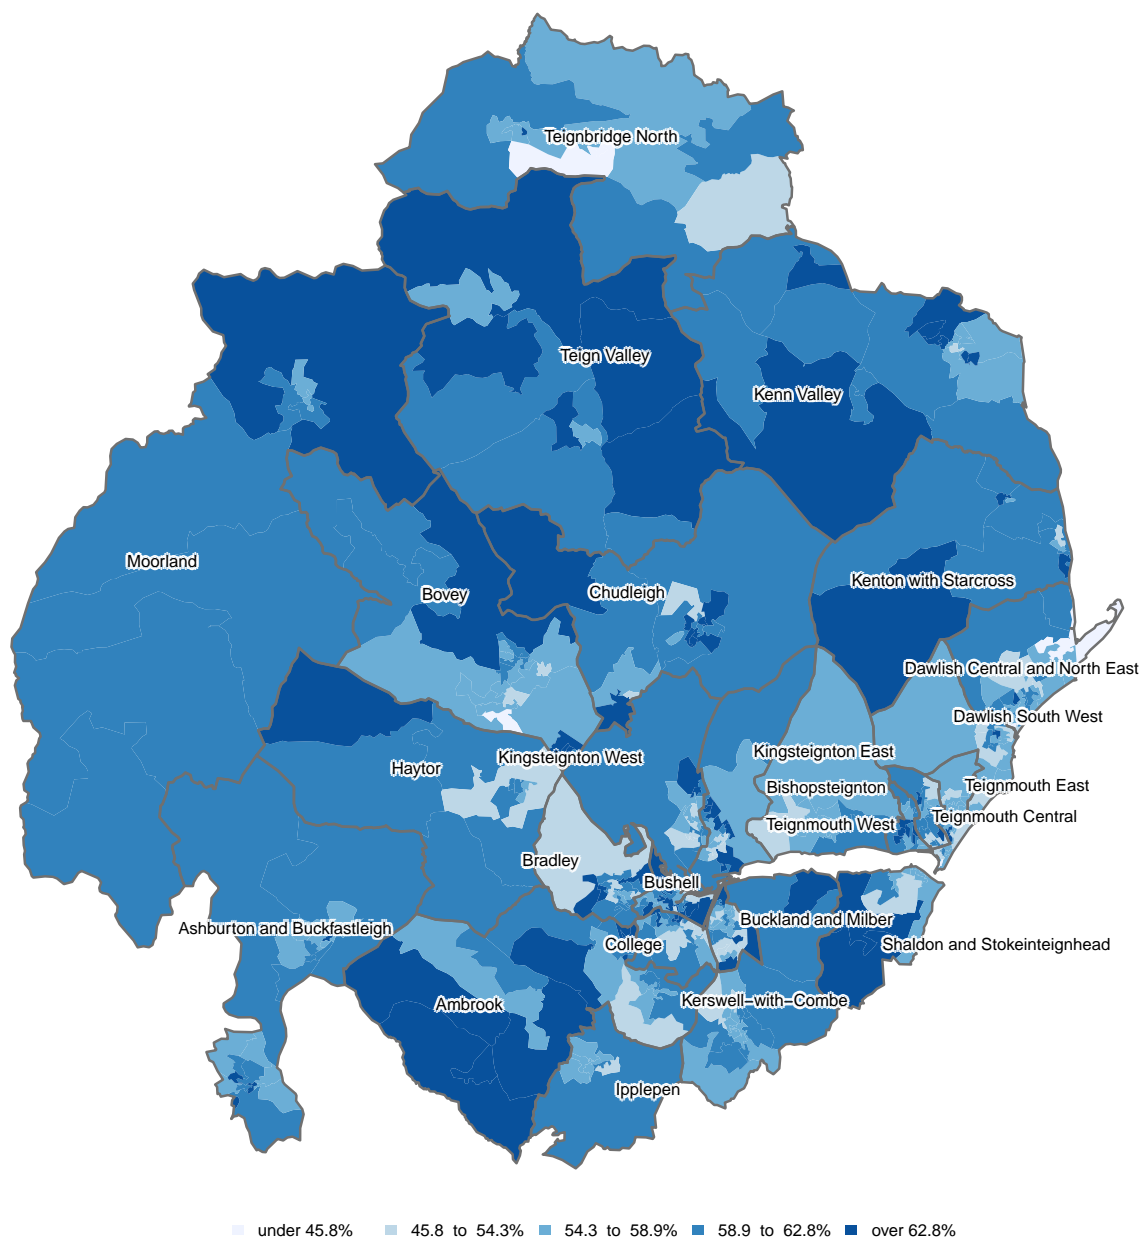 Teignbridge North
Teign Valley
Kenn Valley
Moorland
Kenton with Starcross
Bovey
Chudleigh
Dawlish Central and North East
Dawlish South West
Kingsteignton East
Kingsteignton West
Haytor
Teignmouth East
Bishopsteignton
Teignmouth Central
Teignmouth West
Bradley
Bushell
Buckland and Milber
Ashburton and Buckfastleigh
College
Shaldon and Stokeinteignhead
Kerswell-with-Combe
Ambrook
Ipplepen
under 45.8% 45.8 to 54.3% 54.3 to 58.9% 58.9 to 62.8% over 62.8%